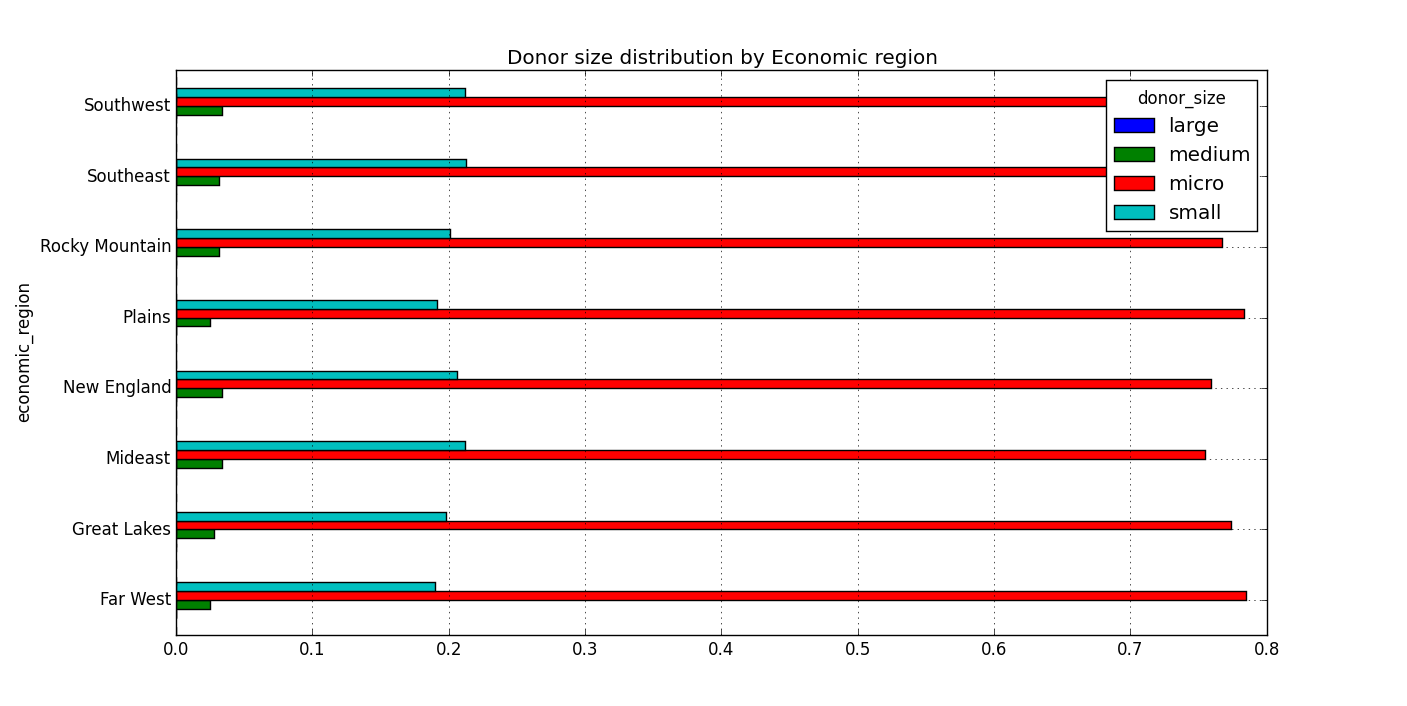 Donor size distribution by Economic region
donor_size
large
medium
micro
small
economic_region
Southwest
Southeast
Rocky Mountain
Plains
New England
Mideast
Great Lakes
Far West
0.0 0.1 0.2 0.3 0.4 0.5 0.6 0.7 0.8